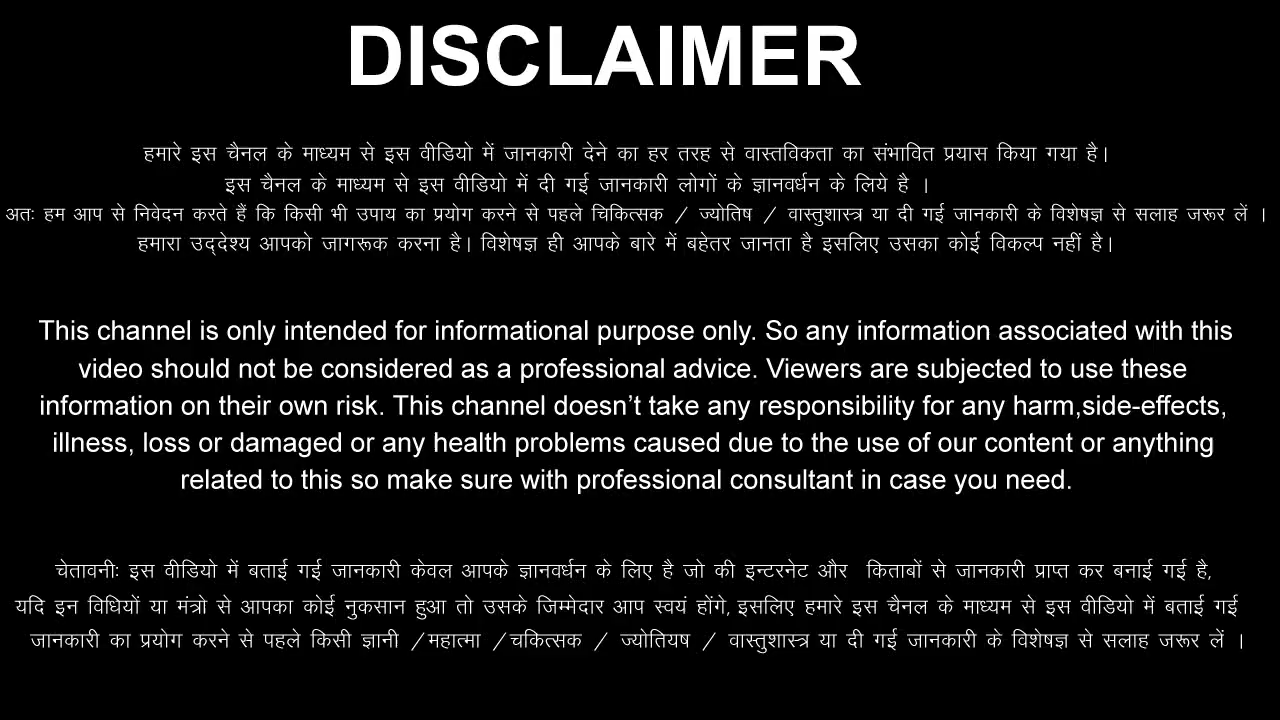 DISCLAIMER
हमारे इस चैनल के माध्यम से इस वीडियो में जानकारी देने का हर तरह से वास्तविकता का संभावित प्रयास किया गया है।
इस चैनल के माध्यम से इस वीडियो में दी गई जानकारी लोगों के ज्ञानवर्धन के लिये है ।
अतः हम आप से निवेदन करते हैं कि किसी भी उपाय का प्रयोग करने से पहले चिकित्सक / ज्योतिष / वास्तुशास्त्र या दी गई जानकारी के विशेषज्ञ से सलाह जरूर लें ।
हमारा उद्देश्य आपको जागरूक करना है। विशेषज्ञ ही आपके बारे में बहेतर जानता है इसलिए उसका कोई विकल्प नहीं है।
This channel is only intended for informational purpose only. So any information associated with this
video should not be considered as a professional advice. Viewers are subjected to use these
information on their own risk. This channel doesn’t take any responsibility for any harm,side-effects,
illness, loss or damaged or any health problems caused due to the use of our content or anything
related to this so make sure with professional consultant in case you need.
चेतावनीः इस वीडियो में बताई गई जानकारी केवल आपके ज्ञानवर्धन के लिए है जो की इन्टरनेट और किताबों से जानकारी प्राप्त कर बनाई गई है,
यदि इन विधियों या मंत्रो से आपका कोई नुकसान हुआ तो उसके जिम्मेदार आप स्वयं होंगे, इसलिए हमारे इस चैनल के माध्यम से इस वीडियो में बताई गई
जानकारी का प्रयोग करने से पहले किसी ज्ञानी /महात्मा /चकित्सक / ज्योतियष / वास्तुशास्त्र या दी गई जानकारी के विशेषज्ञ से सलाह जरूर लें ।